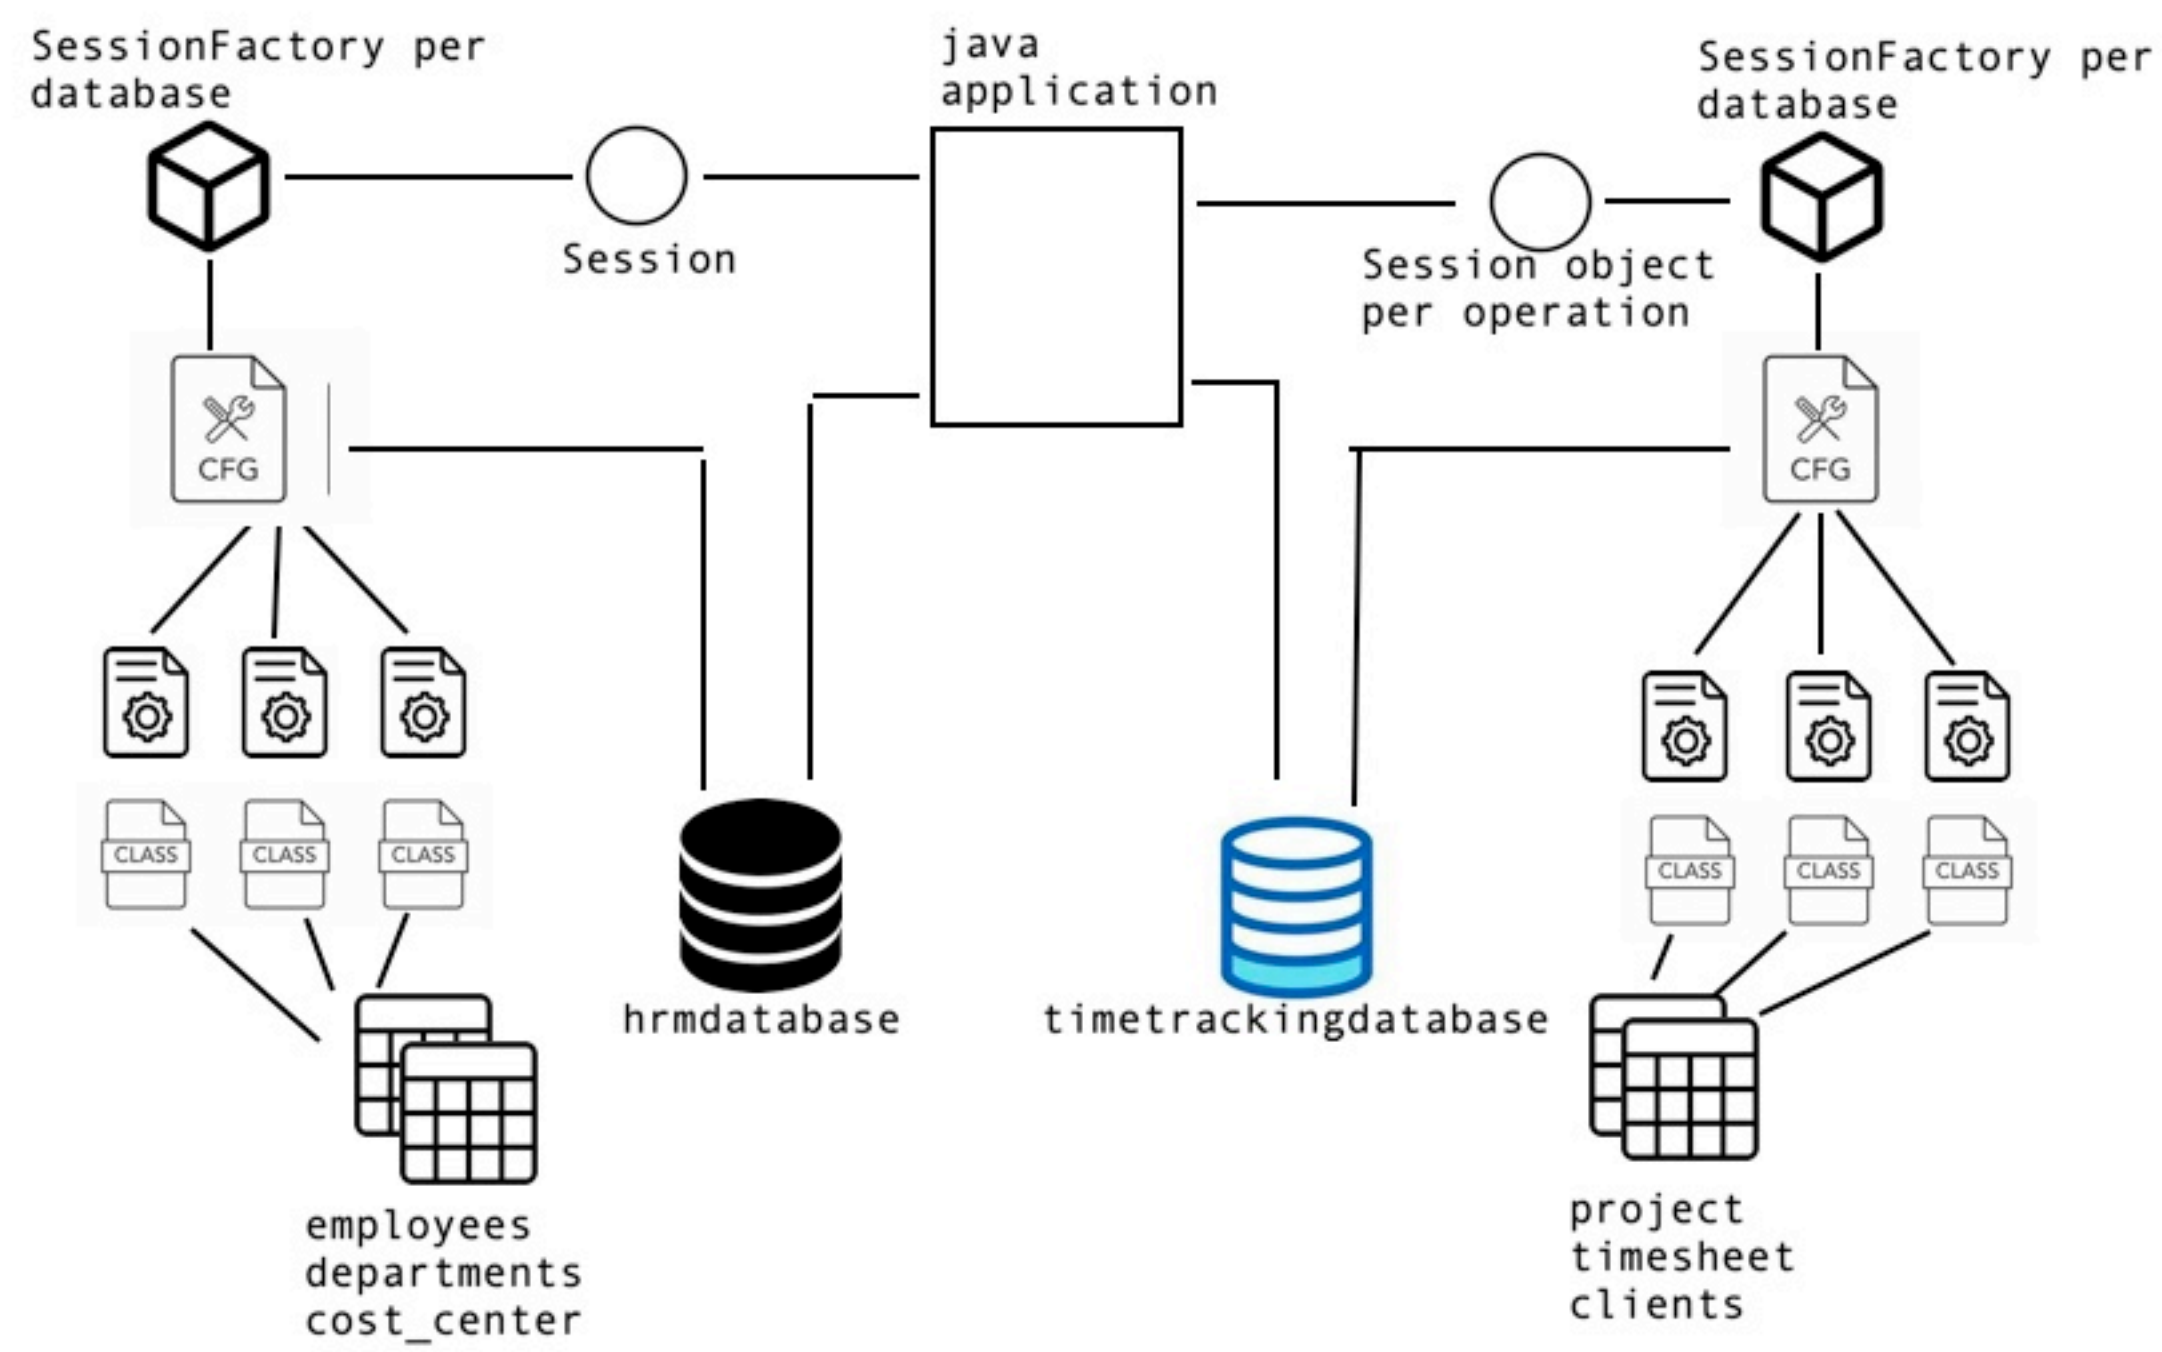 SessionFactory per
database
java
application
SessionFactory per
database
Session
Session object
per operation
CFG
CFG
CLASS
CLASS
CLASS
CLASS
CLASS
CLASS
hrmdatabase
timetrackingdatabase
employees
departments
cost_center
project
timesheet
clients